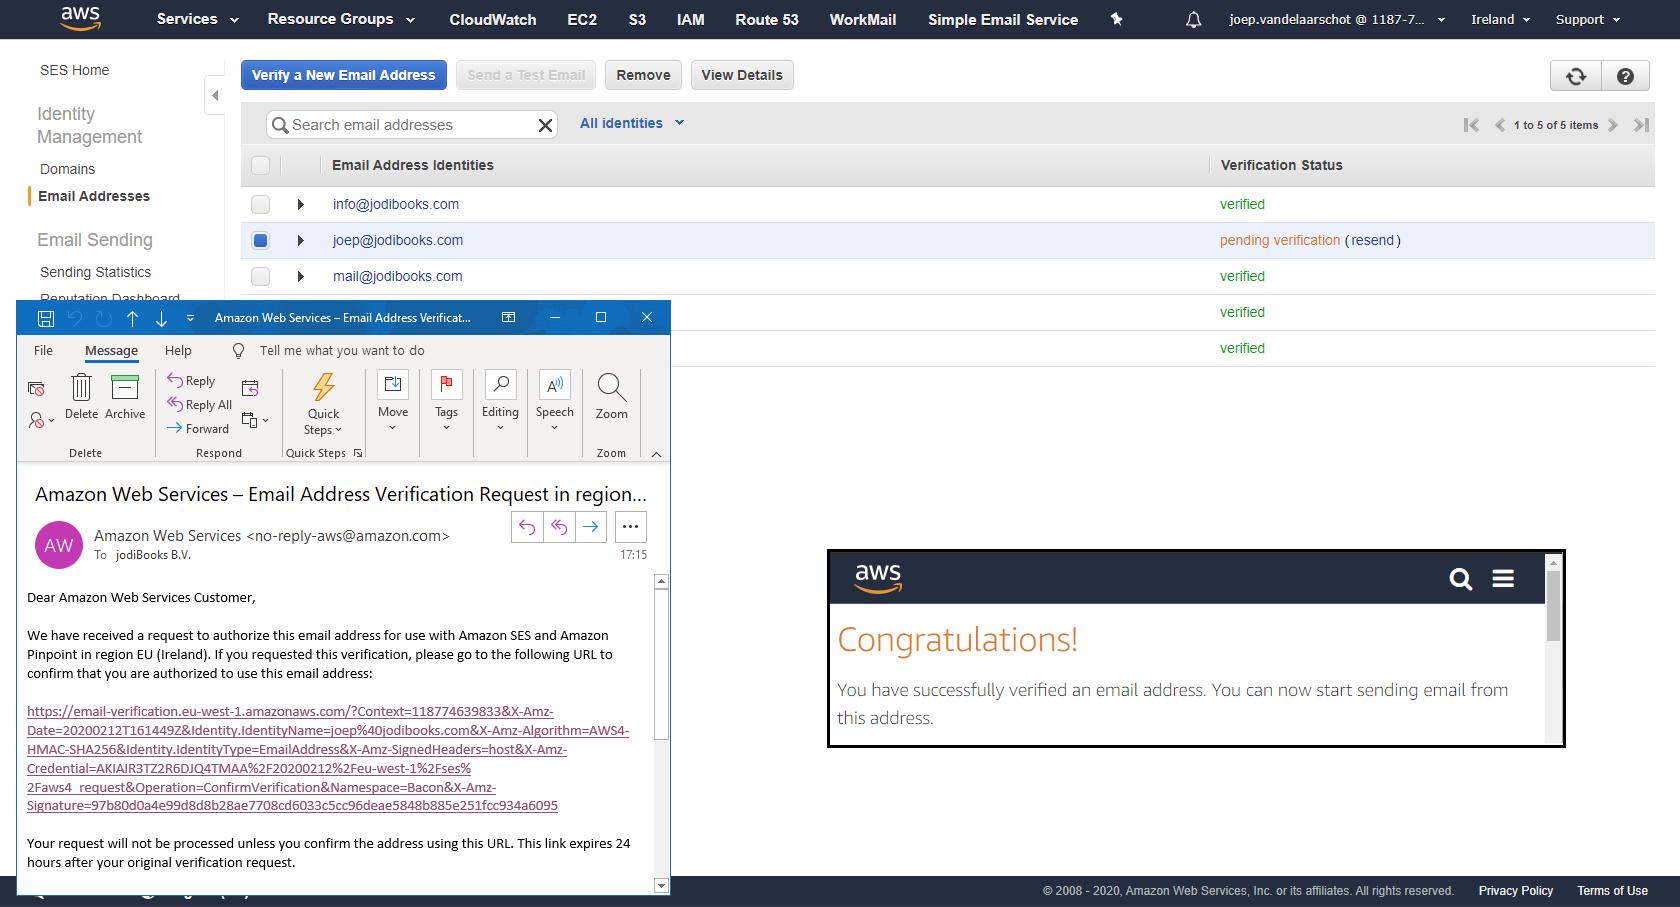 aws
Services
Resource Groups
CloudWatch
EC2
S3
IAM
Route 53
WorkMail
Simple Email Service
joep.vandelaarschot @ 1187-7...
Ireland
Support
SES Home
Identity
Management
Domains
Email Addresses
Email Sending
Sending Statistics
Reputation Dashboard
Verify a New Email Address
Send a Test Email
Remove
View Details
Search email addresses
All identities
1 to 5 of 5 items
Email Address Identities
Verification Status
info@jodibooks.com
verified
joep@jodibooks.com
pending verification (resend)
mail@jodibooks.com
verified
verified
verified
Amazon Web Services – Email Address Verificat...
File
Message
Help
Tell me what you want to do
Delete
Archive
Delete
Reply
Reply All
Forward
Respond
Quick
Steps
Quick Steps
Move
Tags
Editing
Speech
Zoom
Zoom
Amazon Web Services – Email Address Verification Request in region...
AW
Amazon Web Services <no-reply-aws@amazon.com>
To jodiBooks B.V.
17:15
Dear Amazon Web Services Customer,
We have received a request to authorize this email address for use with Amazon SES and Amazon
Pinpoint in region EU (Ireland). If you requested this verification, please go to the following URL to
confirm that you are authorized to use this email address:
https://email-verification.eu-west-1.amazonaws.com/?Context=118774639833&X-Amz-
Date=20200212T161449Z&Identity.IdentityName=joep%40jodibooks.com&X-Amz-Algorithm=AWS4-
HMAC-SHA256&Identity.IdentityType=EmailAddress&X-Amz-SignedHeaders=host&X-Amz-
Credential=AKIAIR3TZ2R6DJQ4TMAA%2F20200212%2Feu-west-1%2Fses%
2Faws4_request&Operation=ConfirmVerification&Namespace=Bacon&X-Amz-
Signature=97b80d0a4e99d8d8b28ae7708cd6033c5cc96deae5848b885e251fcc934a6095
Your request will not be processed unless you confirm the address using this URL. This link expires 24
hours after your original verification request.
aws
Congratulations!
You have successfully verified an email address. You can now start sending email from
this address.
© 2008 - 2020, Amazon Web Services, Inc. or its affiliates. All rights reserved.
Privacy Policy
Terms of Use